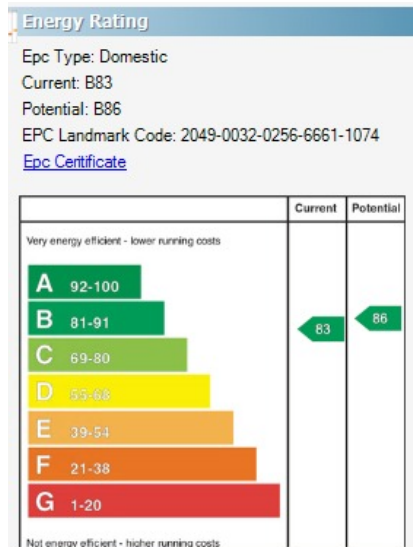 Energy Rating
Epc Type: Domestic
Current: B83
Potential: B86
EPC Landmark Code: 2049-0032-0256-6661-1074
Epc Ceritificate
Current Potential
Very energy efficient - lower running costs
A 92-100
B 81-91
83 86
C 69-80
D 55-68
E 39-54
F 21-38
G 1-20
Not energy efficient - higher running costs